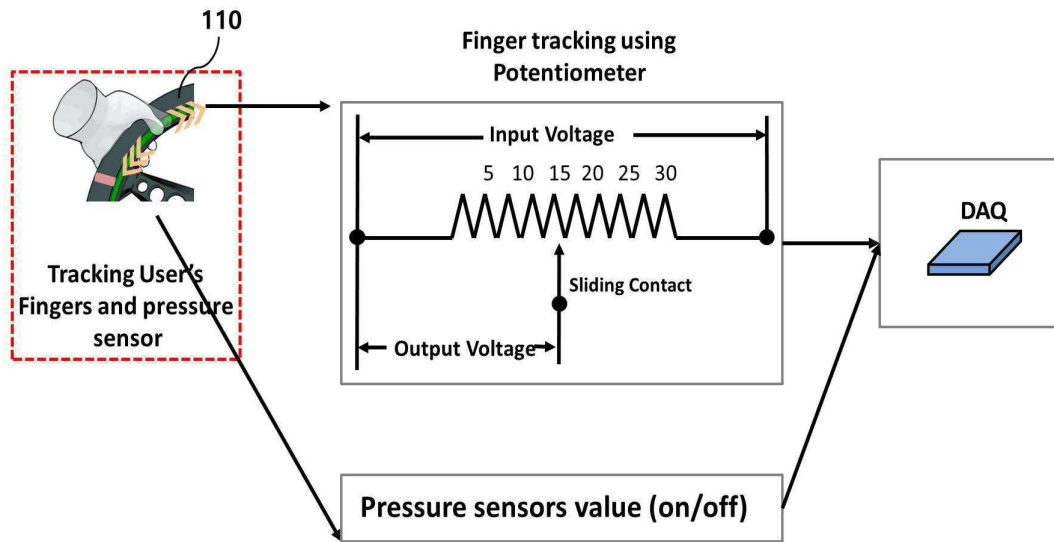 110
Finger tracking using
Potentiometer
Input Voltage
5 10 15 20 25 30
DAQ
Tracking User's
Fingers and pressure
sensor
Sliding Contact
Output Voltage
Pressure sensors value (on/off)